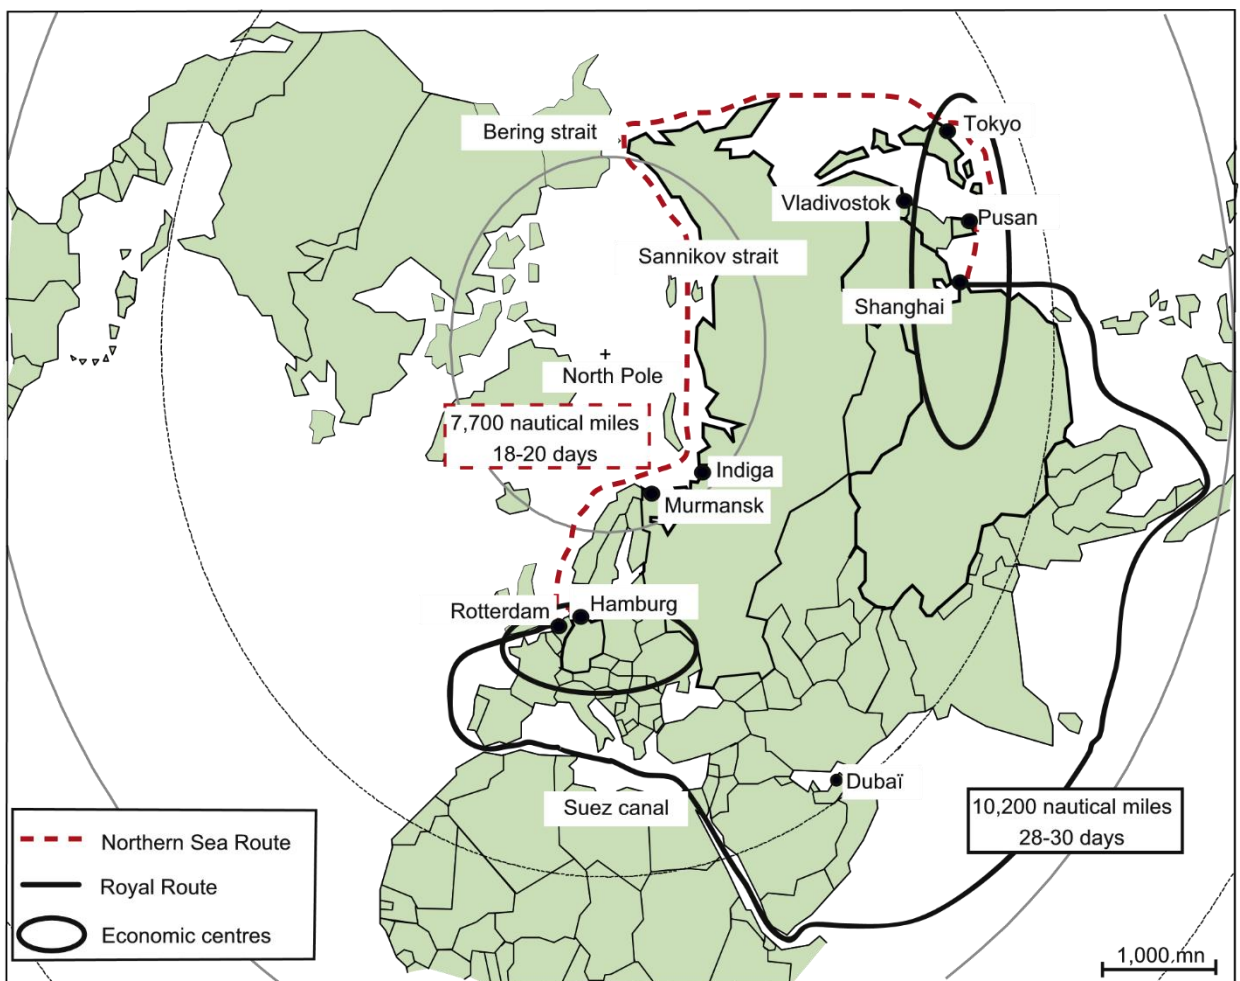 Bering strait
Tokyo
Vladivostok
Pusan
Sannikov strait
Shanghai
+
North Pole
7,700 nautical miles
18-20 days
Indiga
Murmansk
Rotterdam
Hamburg
Dubaï
Suez canal
10,200 nautical miles
28-30 days
Northern Sea Route
Royal Route
Economic centres
1,000 mn